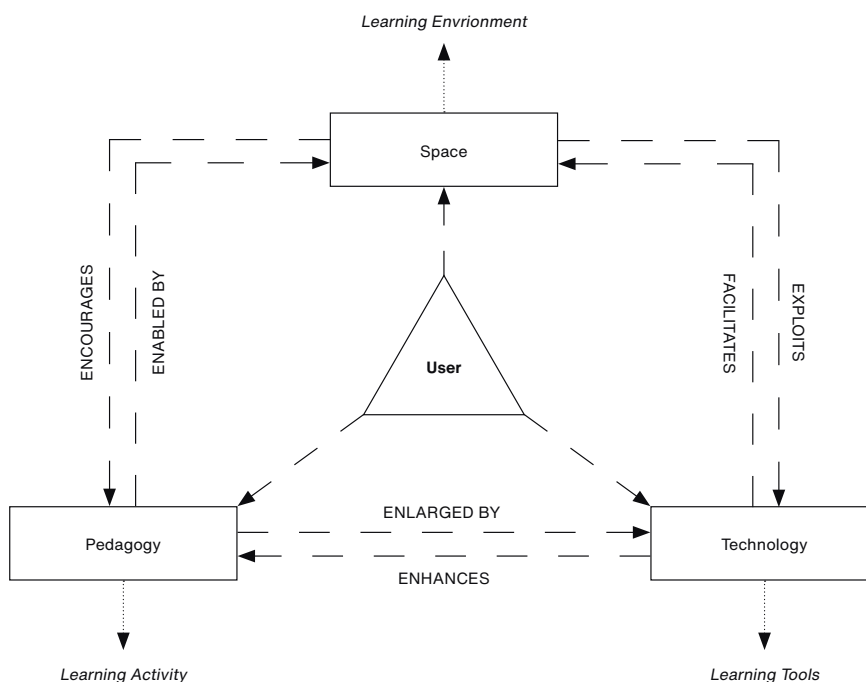 Learning Envrionment
Space
ENCOURAGES
ENABLED BY
FACILITATES
EXPLOITS
User
Pedagogy
ENLARGED BY
ENHANCES
Technology
Learning Activity
Learning Tools